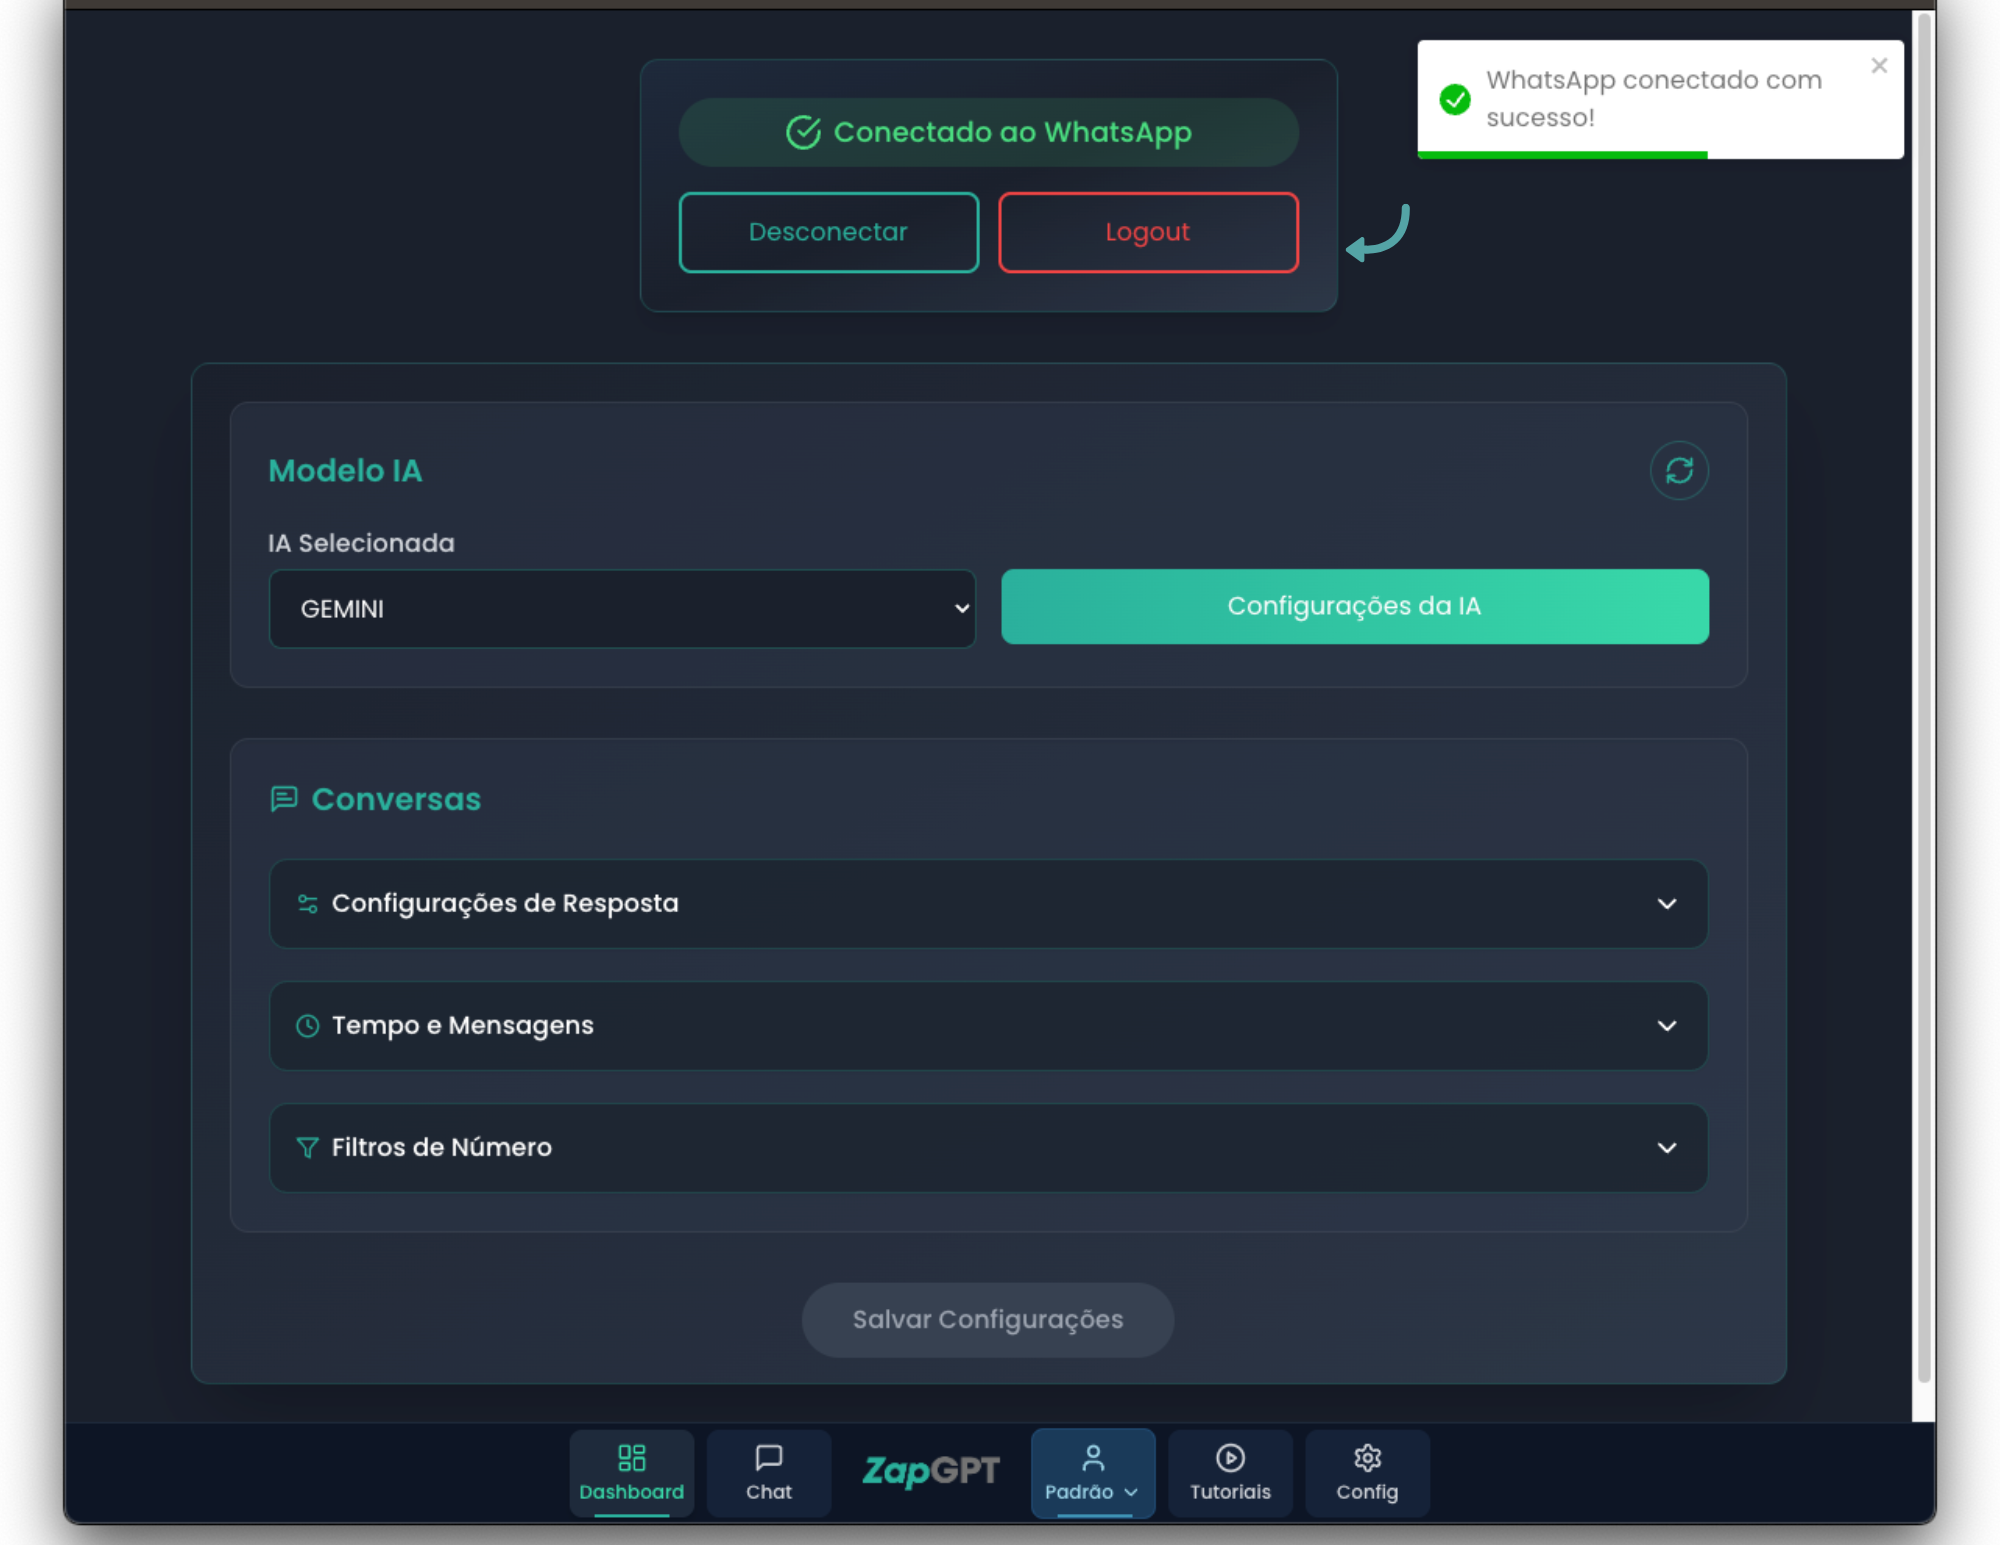 WhatsApp conectado com
sucesso!
Conectado ao WhatsApp
Desconectar
Logout
Modelo IA
IA Selecionada
GEMINI
Configurações da IA
Conversas
Configurações de Resposta
Tempo e Mensagens
Filtros de Número
Salvar Configurações
Dashboard
Chat
ZapGPT
Padrão
Tutoriais
Config